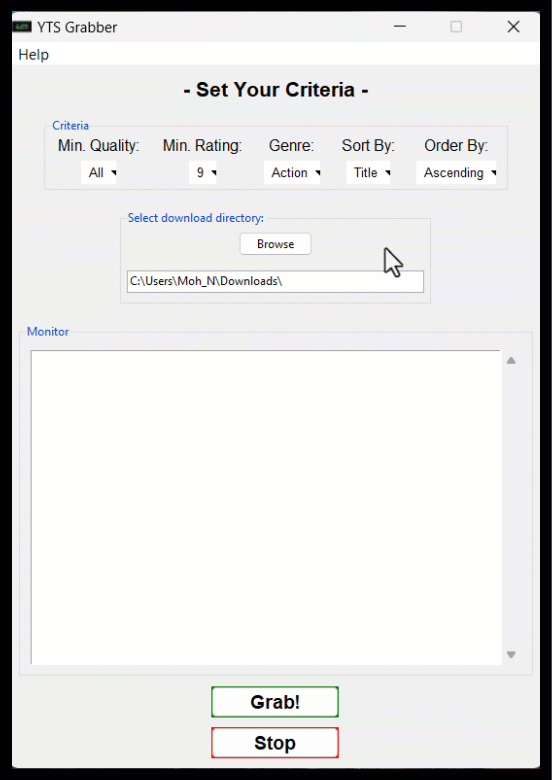 YTS Grabber
Help
- Set Your Criteria -
Criteria
Min. Quality: Min. Rating: Genre: Sort By: Order By:
All 9 Action Title Ascending
Select download directory:
Browse
C:\Users\Moh_N\Downloads\
Monitor
Grab!
Stop